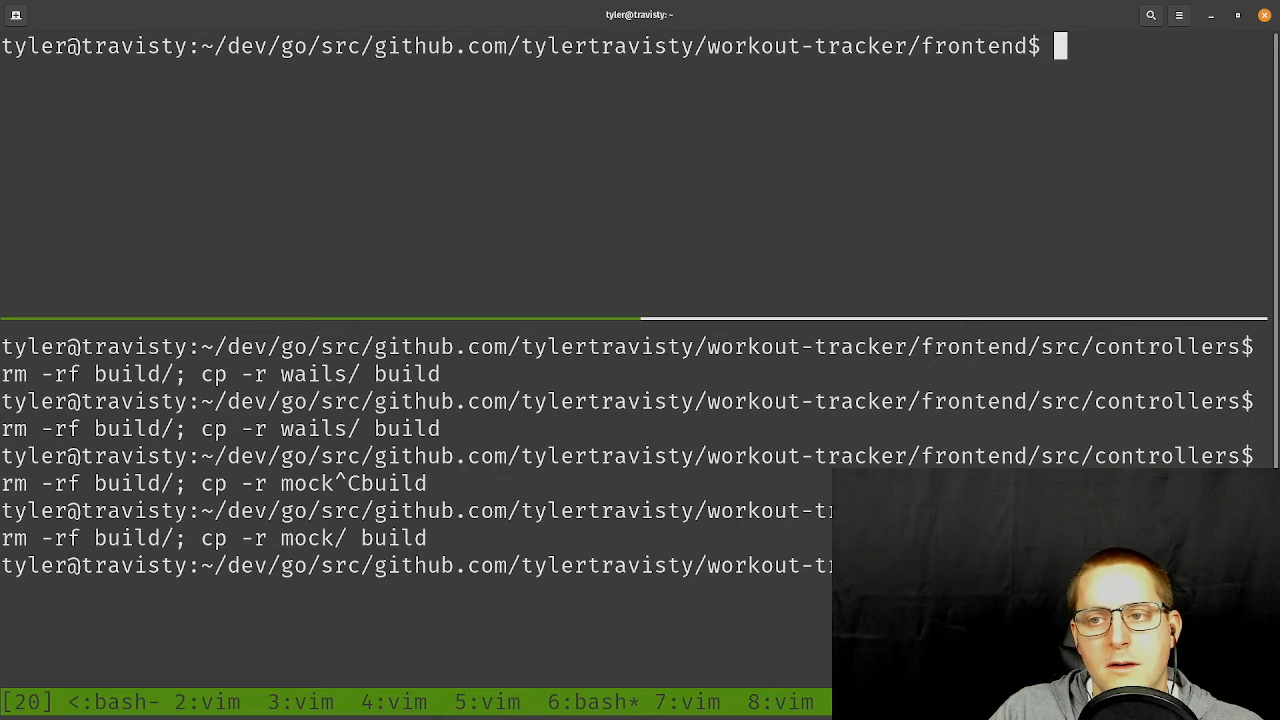 tyler@travisty: ~
tyler@travisty:~/dev/go/src/github.com/tylertravisty/workout-tracker/frontend$
tyler@travisty:~/dev/go/src/github.com/tylertravisty/workout-tracker/frontend/src/controllers$
rm -rf build/; cp -r wails/ build
tyler@travisty:~/dev/go/src/github.com/tylertravisty/workout-tracker/frontend/src/controllers$
rm -rf build/; cp -r wails/ build
tyler@travisty:~/dev/go/src/github.com/tylertravisty/workout-tracker/frontend/src/controllers$
rm -rf build/; cp -r mock^Cbuild
tyler@travisty:~/dev/go/src/github.com/tylertravisty/workout-t
rm -rf build/; cp -r mock/ build
tyler@travisty:~/dev/go/src/github.com/tylertravisty/workout-t
[20] <:bash- 2:vim 3:vim 4:vim 5:vim 6:bash* 7:vim 8:vim